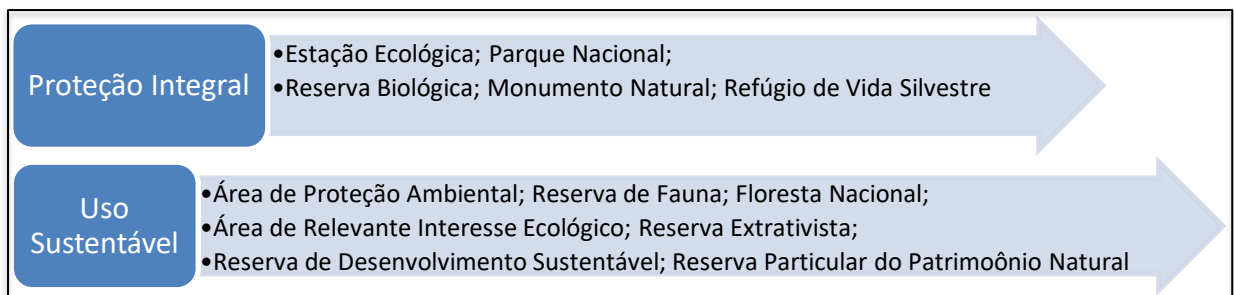 Proteção Integral
•Estação Ecológica; Parque Nacional;
•Reserva Biológica; Monumento Natural; Refúgio de Vida Silvestre
Uso
Sustentável
•Área de Proteção Ambiental; Reserva de Fauna; Floresta Nacional;
•Área de Relevante Interesse Ecológico; Reserva Extrativista;
•Reserva de Desenvolvimento Sustentável; Reserva Particular do Patrimoônio Natural